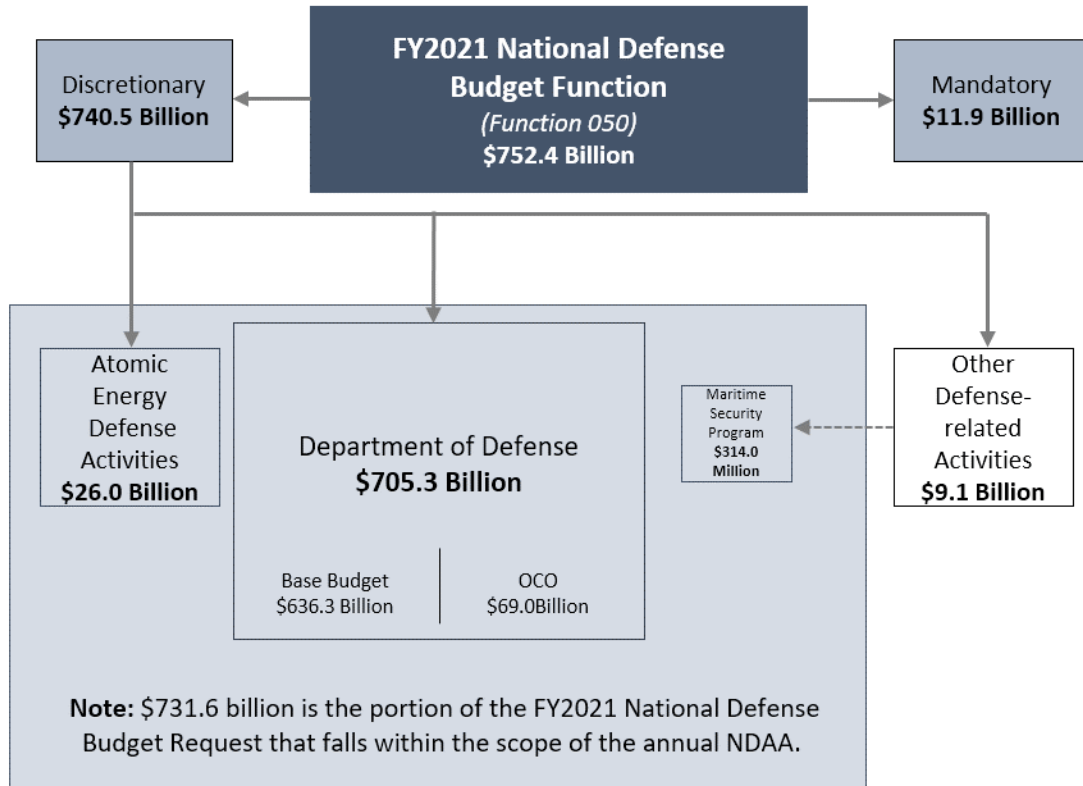 FY2021 National Defense
Budget Function
(Function 050)
$752.4 Billion
Discretionary
$740.5 Billion
Mandatory
$11.9 Billion
Atomic
Energy
Defense
Activities
$26.0 Billion
Department of Defense
$705.3 Billion
Base Budget
$636.3 Billion
OCO
$69.0Billion
Maritime
Security
Program
$314.0
Million
Other
Defense-
related
Activities
$9.1 Billion
Note: $731.6 billion is the portion of the FY2021 National Defense
Budget Request that falls within the scope of the annual NDAA.